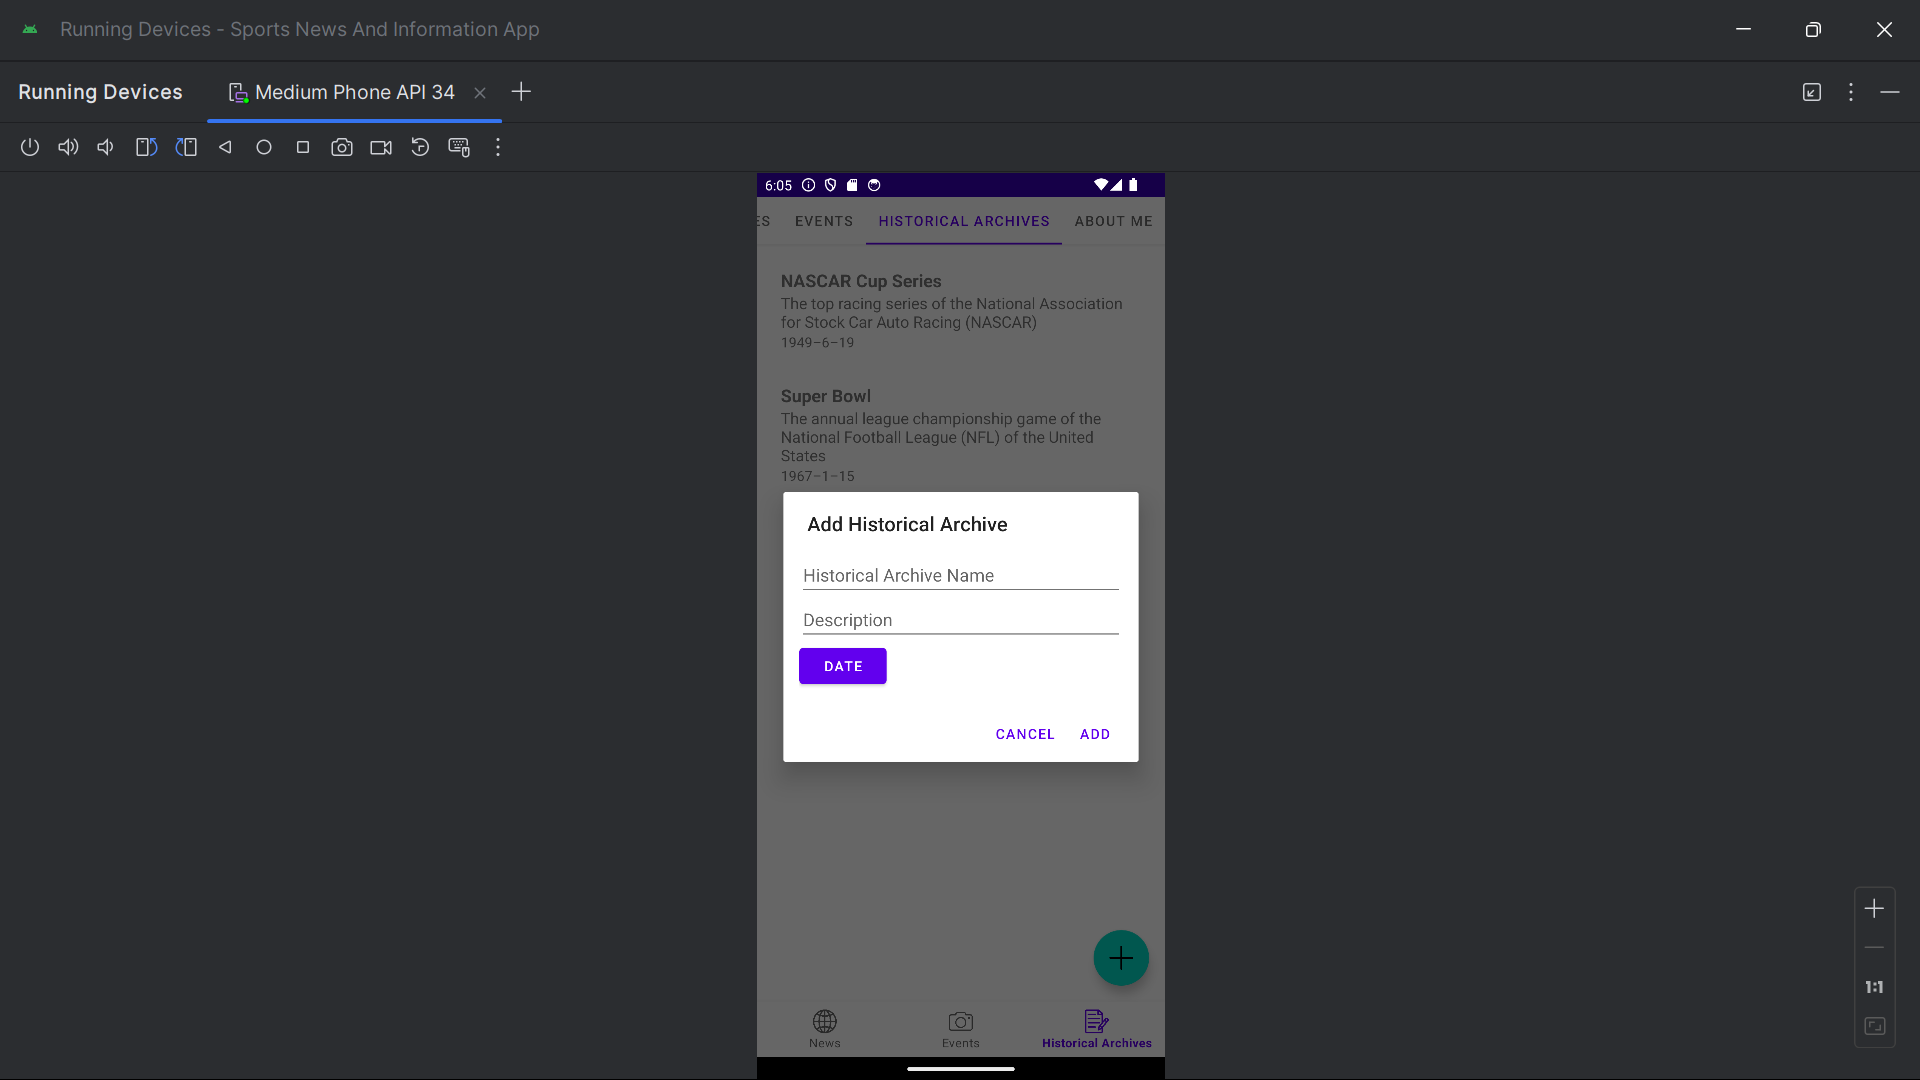 Running Devices - Sports News And Information App
Running Devices
Medium Phone API 34
6:05
ES
EVENTS
HISTORICAL ARCHIVES
ABOUT ME
NASCAR Cup Series
The top racing series of the National Association
for Stock Car Auto Racing (NASCAR)
1949-6-19
Super Bowl
The annual league championship game of the
National Football League (NFL) of the United
States
1967-1-15
Add Historical Archive
Historical Archive Name
Description
DATE
CANCEL
ADD
News
Events
Historical Archives
1:1